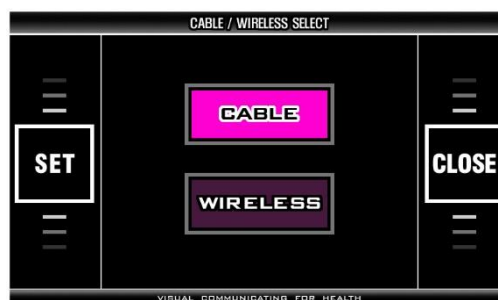 CABLE / WIRELESS SELECT
CABLE
SET
CLOSE
WIRELESS
VISUAL COMMUNICATING FOR HEALTH